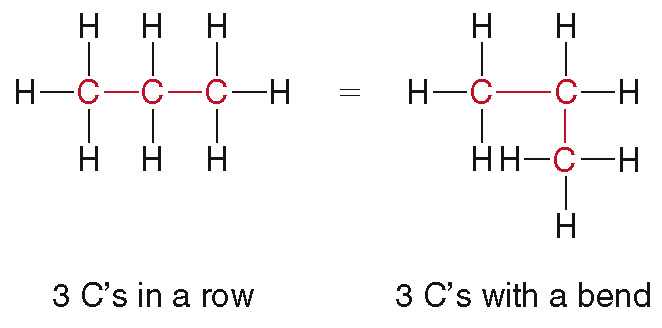 H H H H H
H C C C H = H C C H
H H H H H C H
H
3 C's in a row 3 C's with a bend